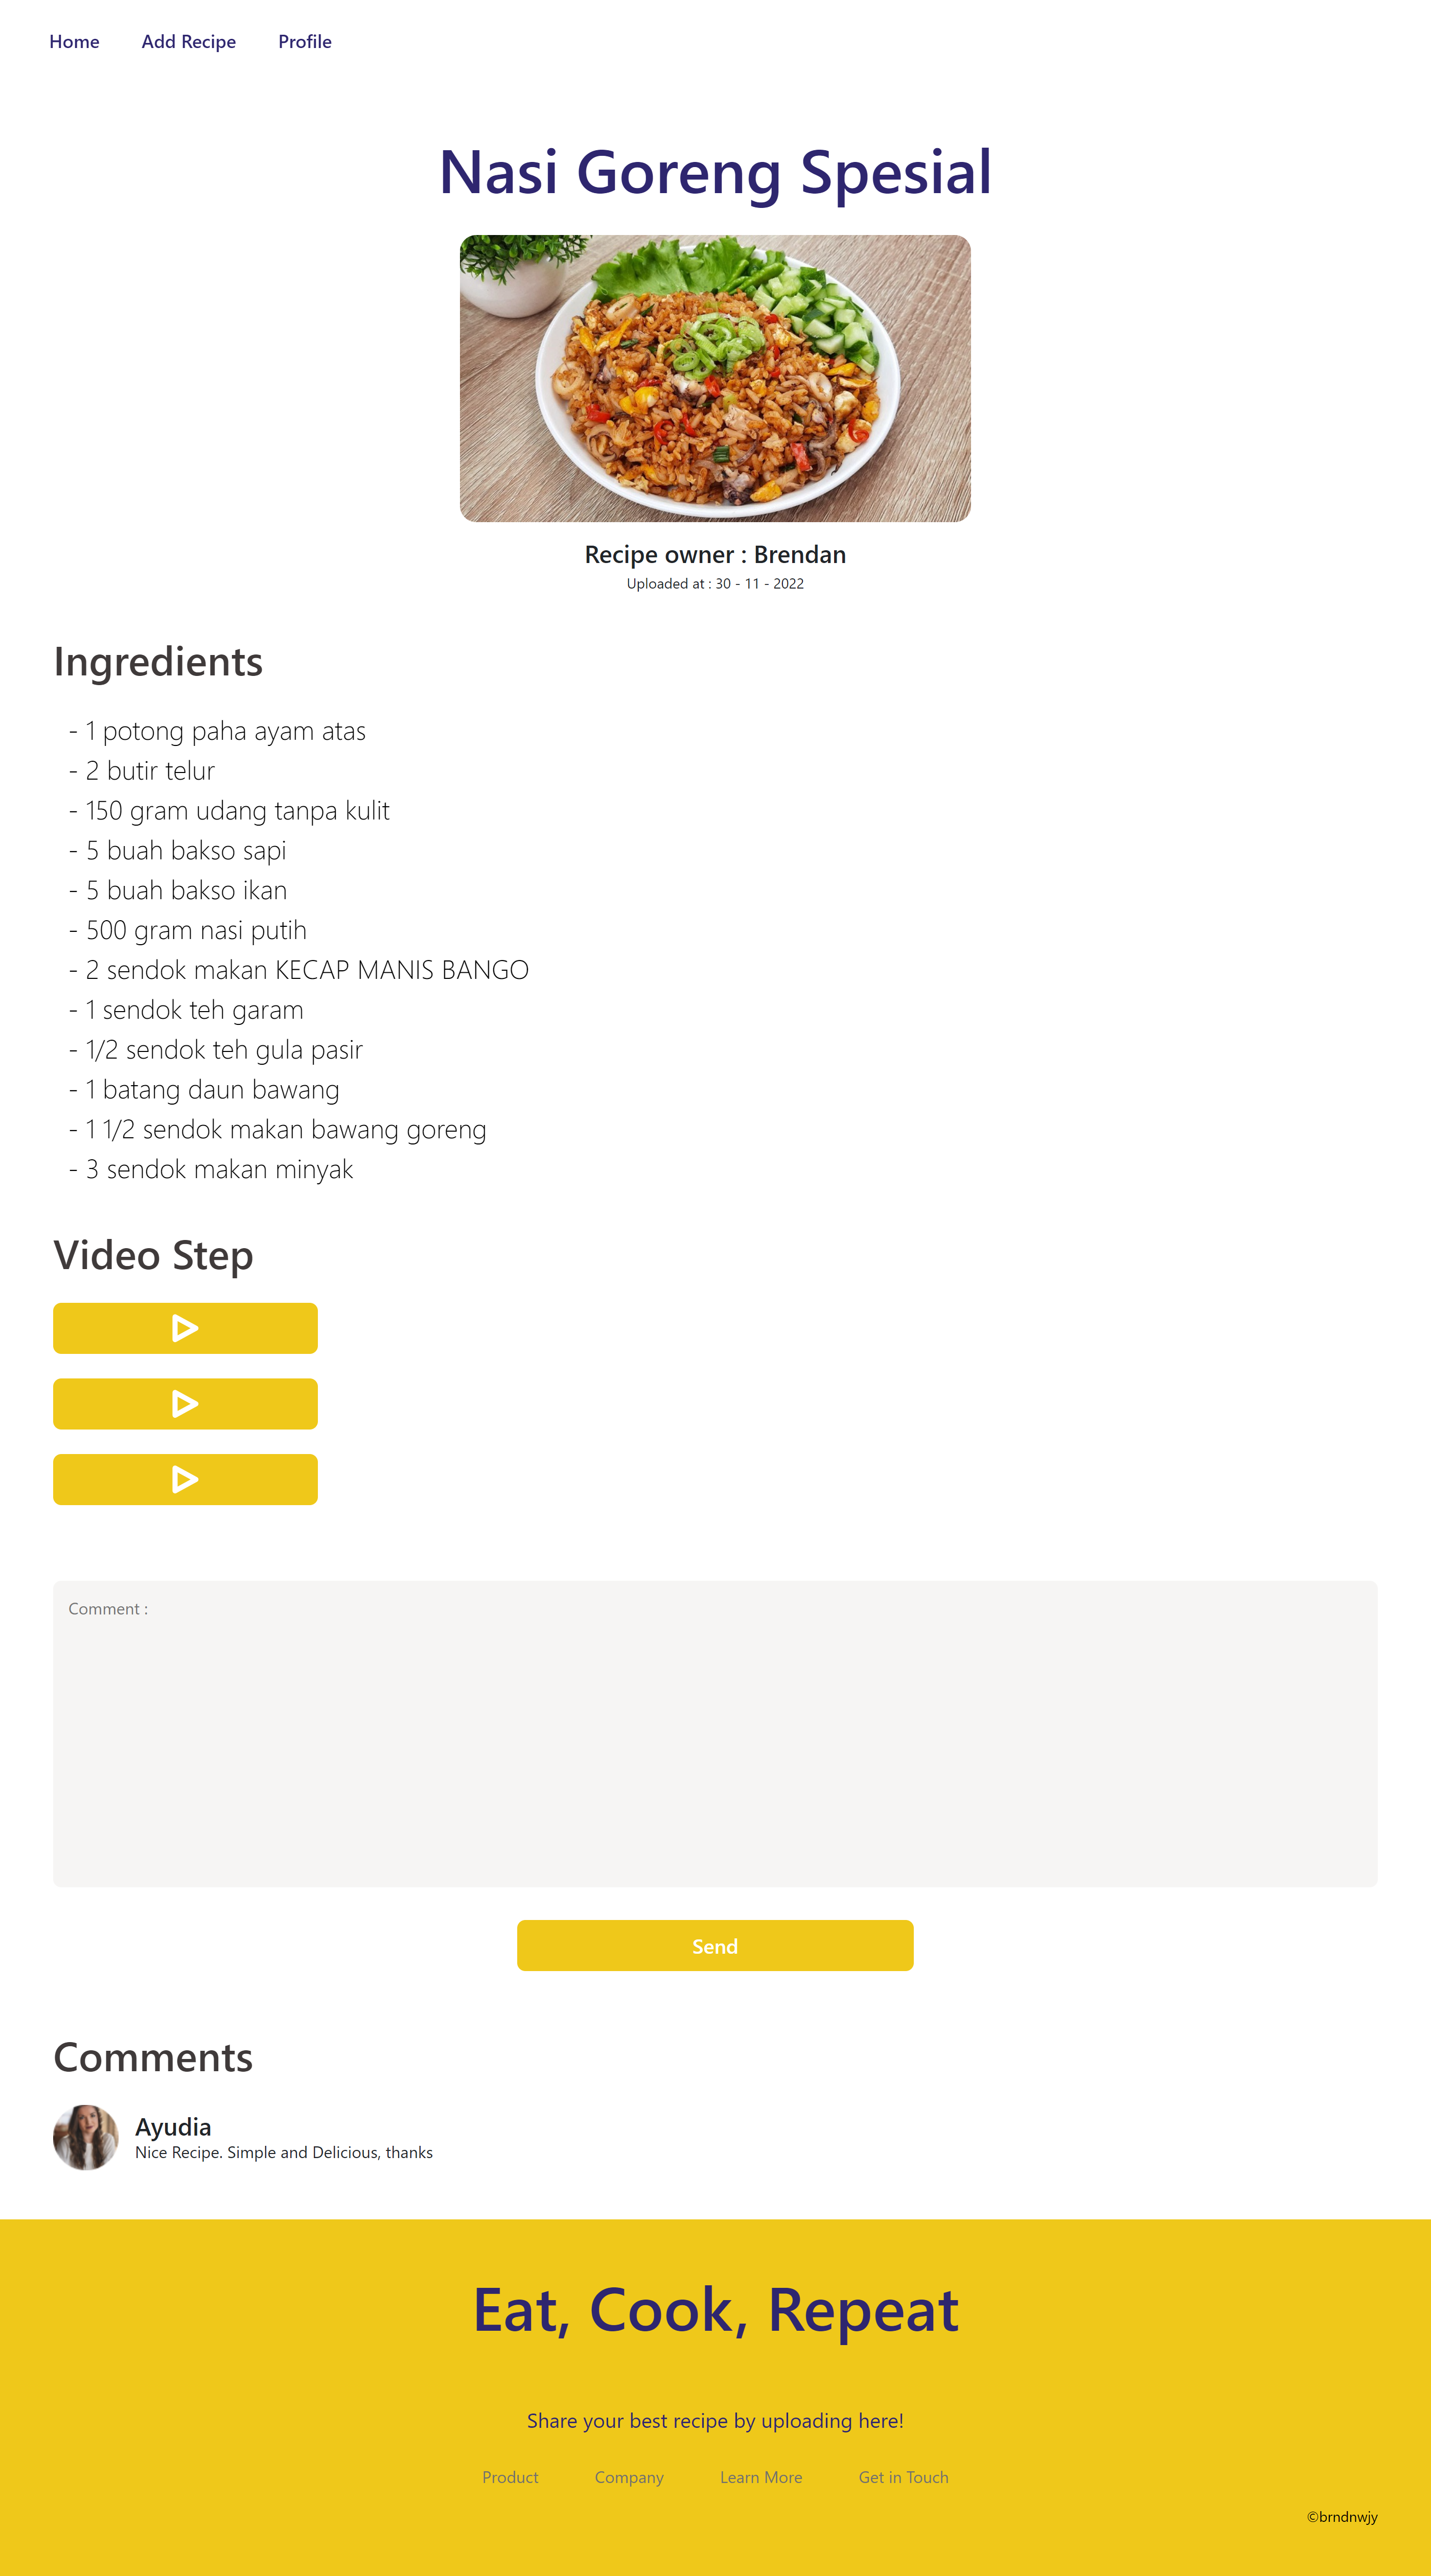 Home Add Recipe Profile
Nasi Goreng Spesial
Recipe owner : Brendan
Uploaded at : 30 - 11 - 2022
Ingredients
- 1 potong paha ayam atas
- 2 butir telur
- 150 gram udang tanpa kulit
- 5 buah bakso sapi
- 5 buah bakso ikan
- 500 gram nasi putih
- 2 sendok makan KECAP MANIS BANGO
- 1 sendok teh garam
- 1/2 sendok teh gula pasir
- 1 batang daun bawang
- 1 1/2 sendok makan bawang goreng
- 3 sendok makan minyak
Video Step
Comment :
Send
Comments
Ayudia
Nice Recipe. Simple and Delicious, thanks
Eat, Cook, Repeat
Share your best recipe by uploading here!
Product Company Learn More Get in Touch
©brndnwjy